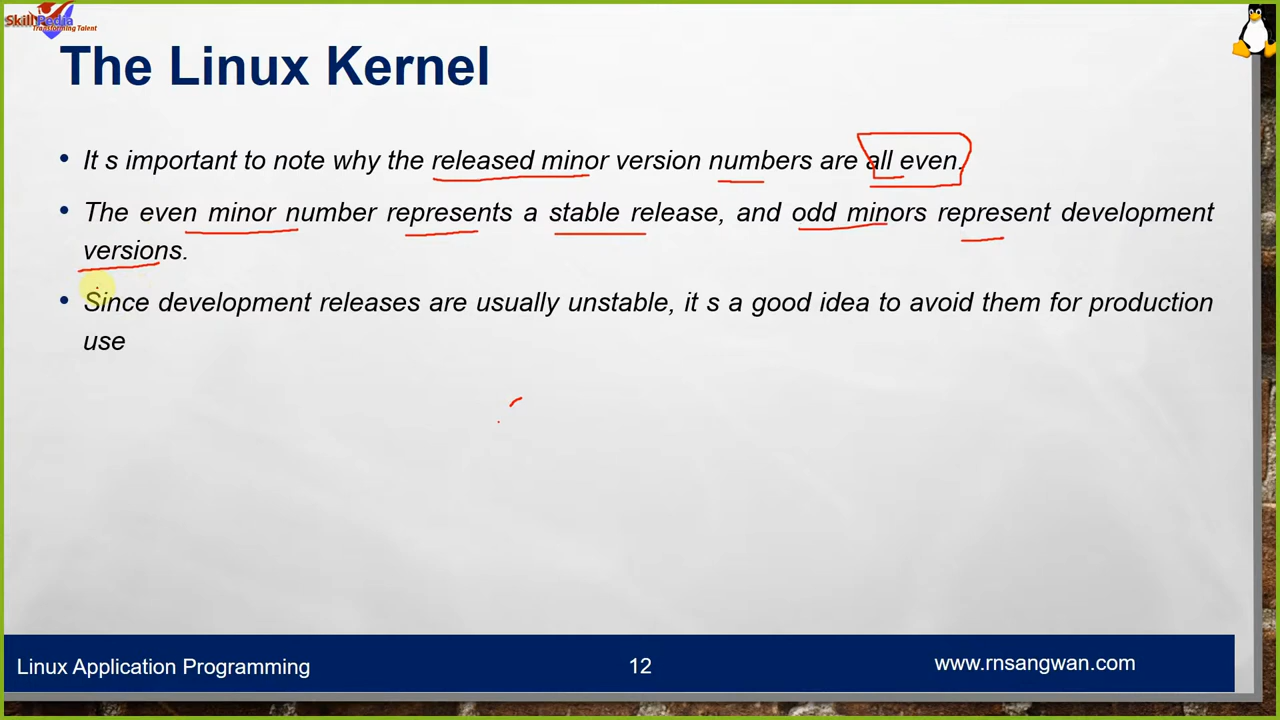 Skill Pedia
Transforming Talent
The Linux Kernel
• It s important to note why the released minor version numbers are all even.
• The even minor number represents a stable release, and odd minors represent development
versions.
• Since development releases are usually unstable, it s a good idea to avoid them for production
use
Linux Application Programming
12
www.rnsangwan.com